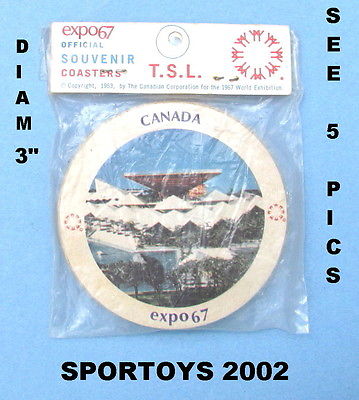 expo67
OFFICIAL
SOUVENIR
COASTERS
T.S.L.
© Copyright, 1963, by The Canadian Corporation for the 1967 World Exhibition
CANADA
expo67
DIAM 3"
SEE 5 PICS
SPORTOYS 2002